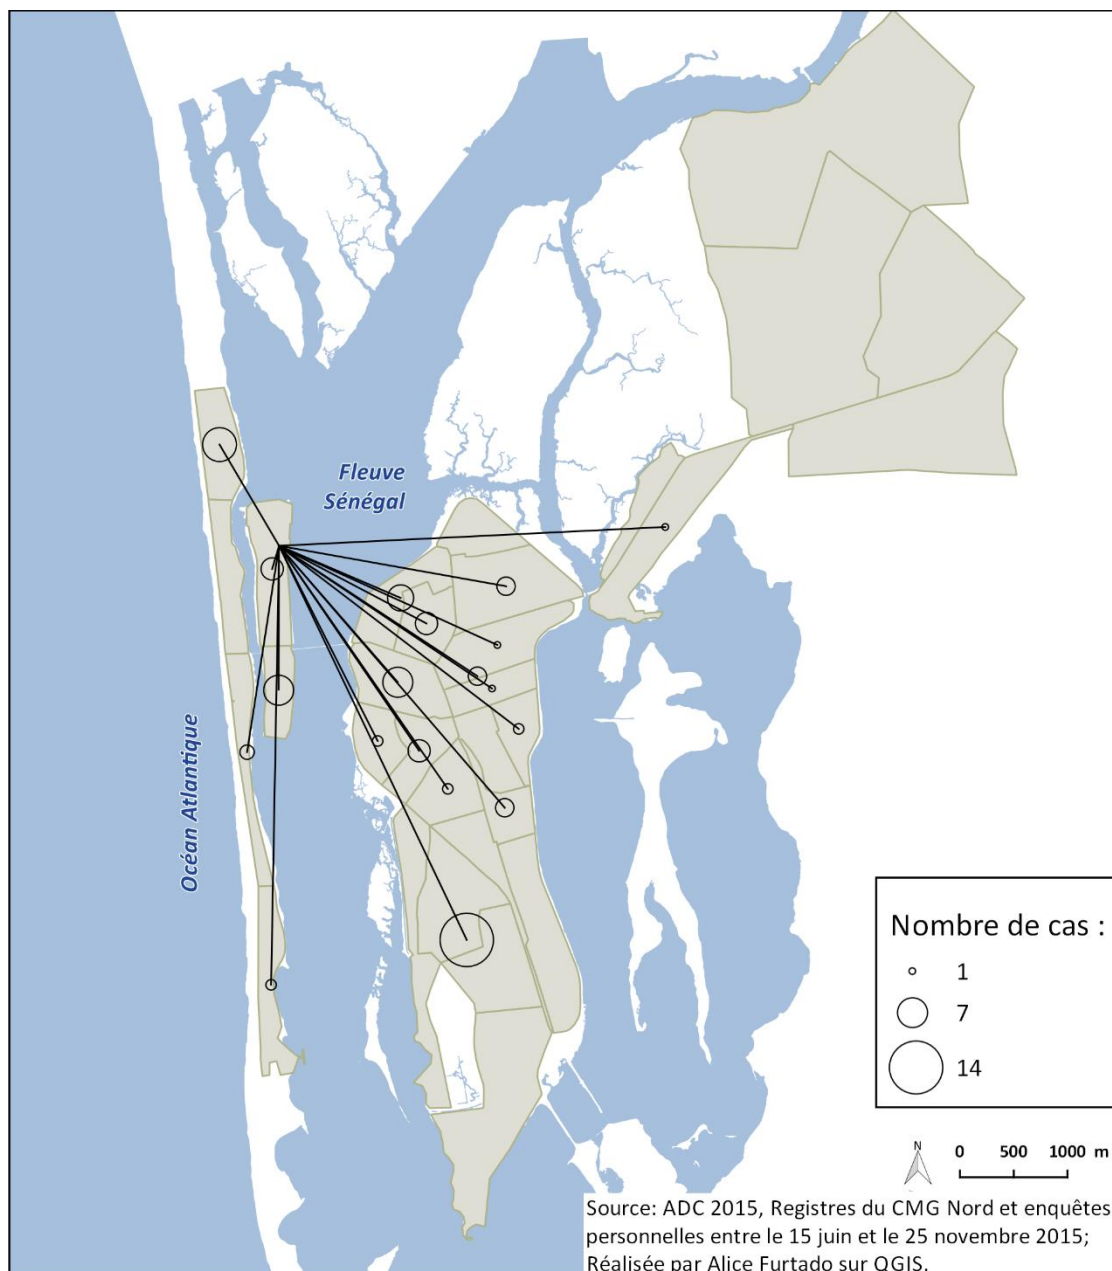 Fleuve
Sénégal
Océan Atlantique
Nombre de cas :
1
7
14
N
0 500 1000 m
Source: ADC 2015, Registres du CMG Nord et enquêtes
personnelles entre le 15 juin et le 25 novembre 2015;
Réalisée par Alice Furtado sur QGIS.